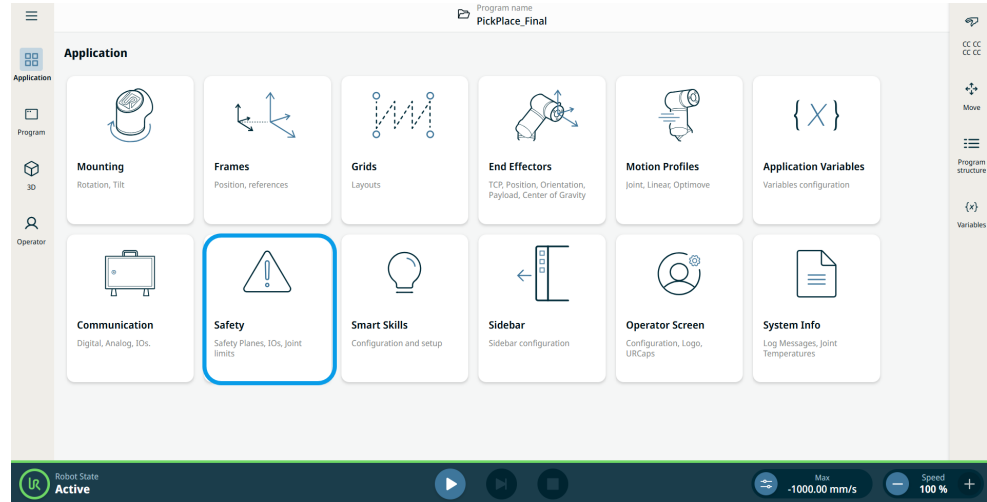 Program name
PickPlace_Final
Application
Application
Program
3D
Operator
Mounting
Rotation, Tilt
Frames
Position, references
Grids
Layouts
End Effectors
TCP, Position, Orientation,
Payload, Center of Gravity
Motion Profiles
Joint, Linear, Optimove
{X}
Application Variables
Variables configuration
Communication
Digital, Analog, IOs.
Safety
Safety Planes, IOs, Joint
limits
Smart Skills
Configuration and setup
Sidebar
Sidebar configuration
Operator Screen
Configuration, Logo,
URCaps
System Info
Log Messages, Joint
Temperatures
CC CC
CC CC
Move
Program
structure
{x}
Variables
UR
Robot State
Active
Max
-1000.00 mm/s
Speed
100 %